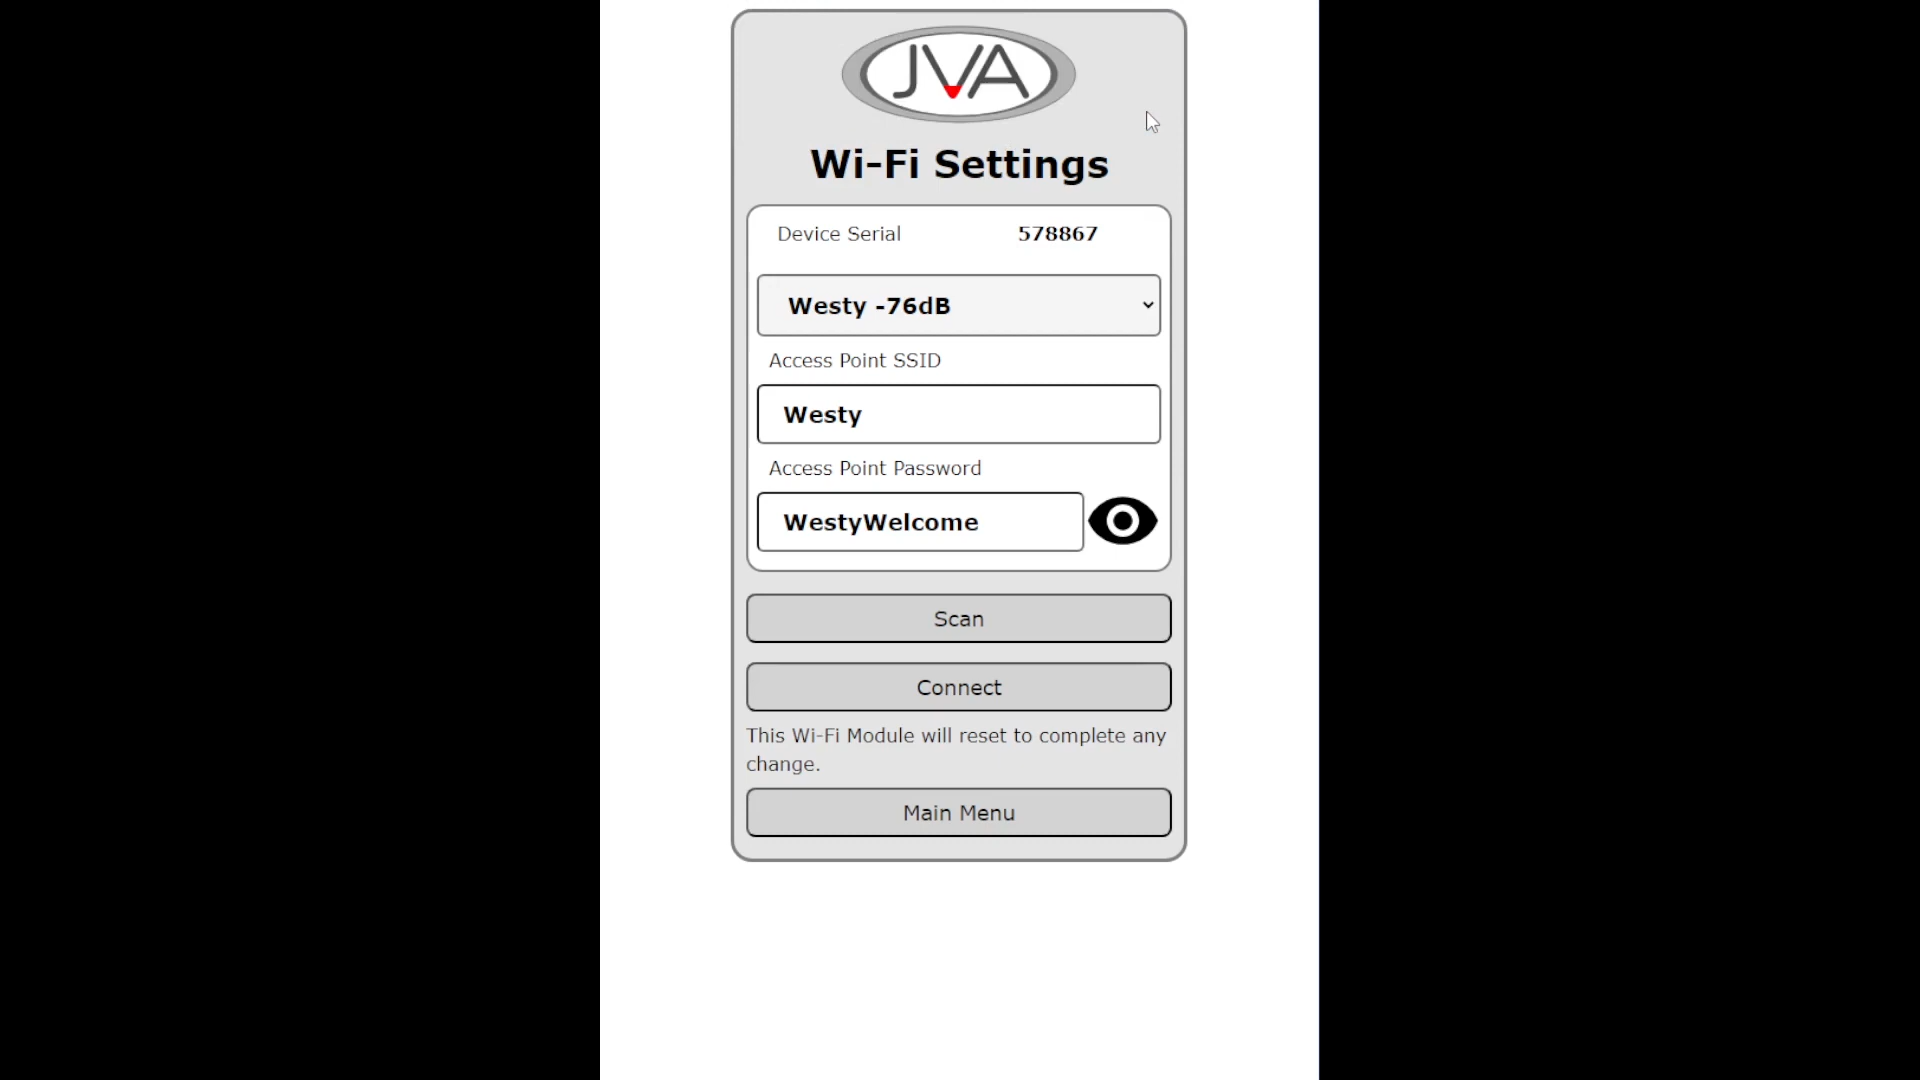 JVA
Wi-Fi Settings
Device Serial 578867
Westy -76dB
Access Point SSID
Westy
Access Point Password
WestyWelcome
Scan
Connect
This Wi-Fi Module will reset to complete any
change.
Main Menu